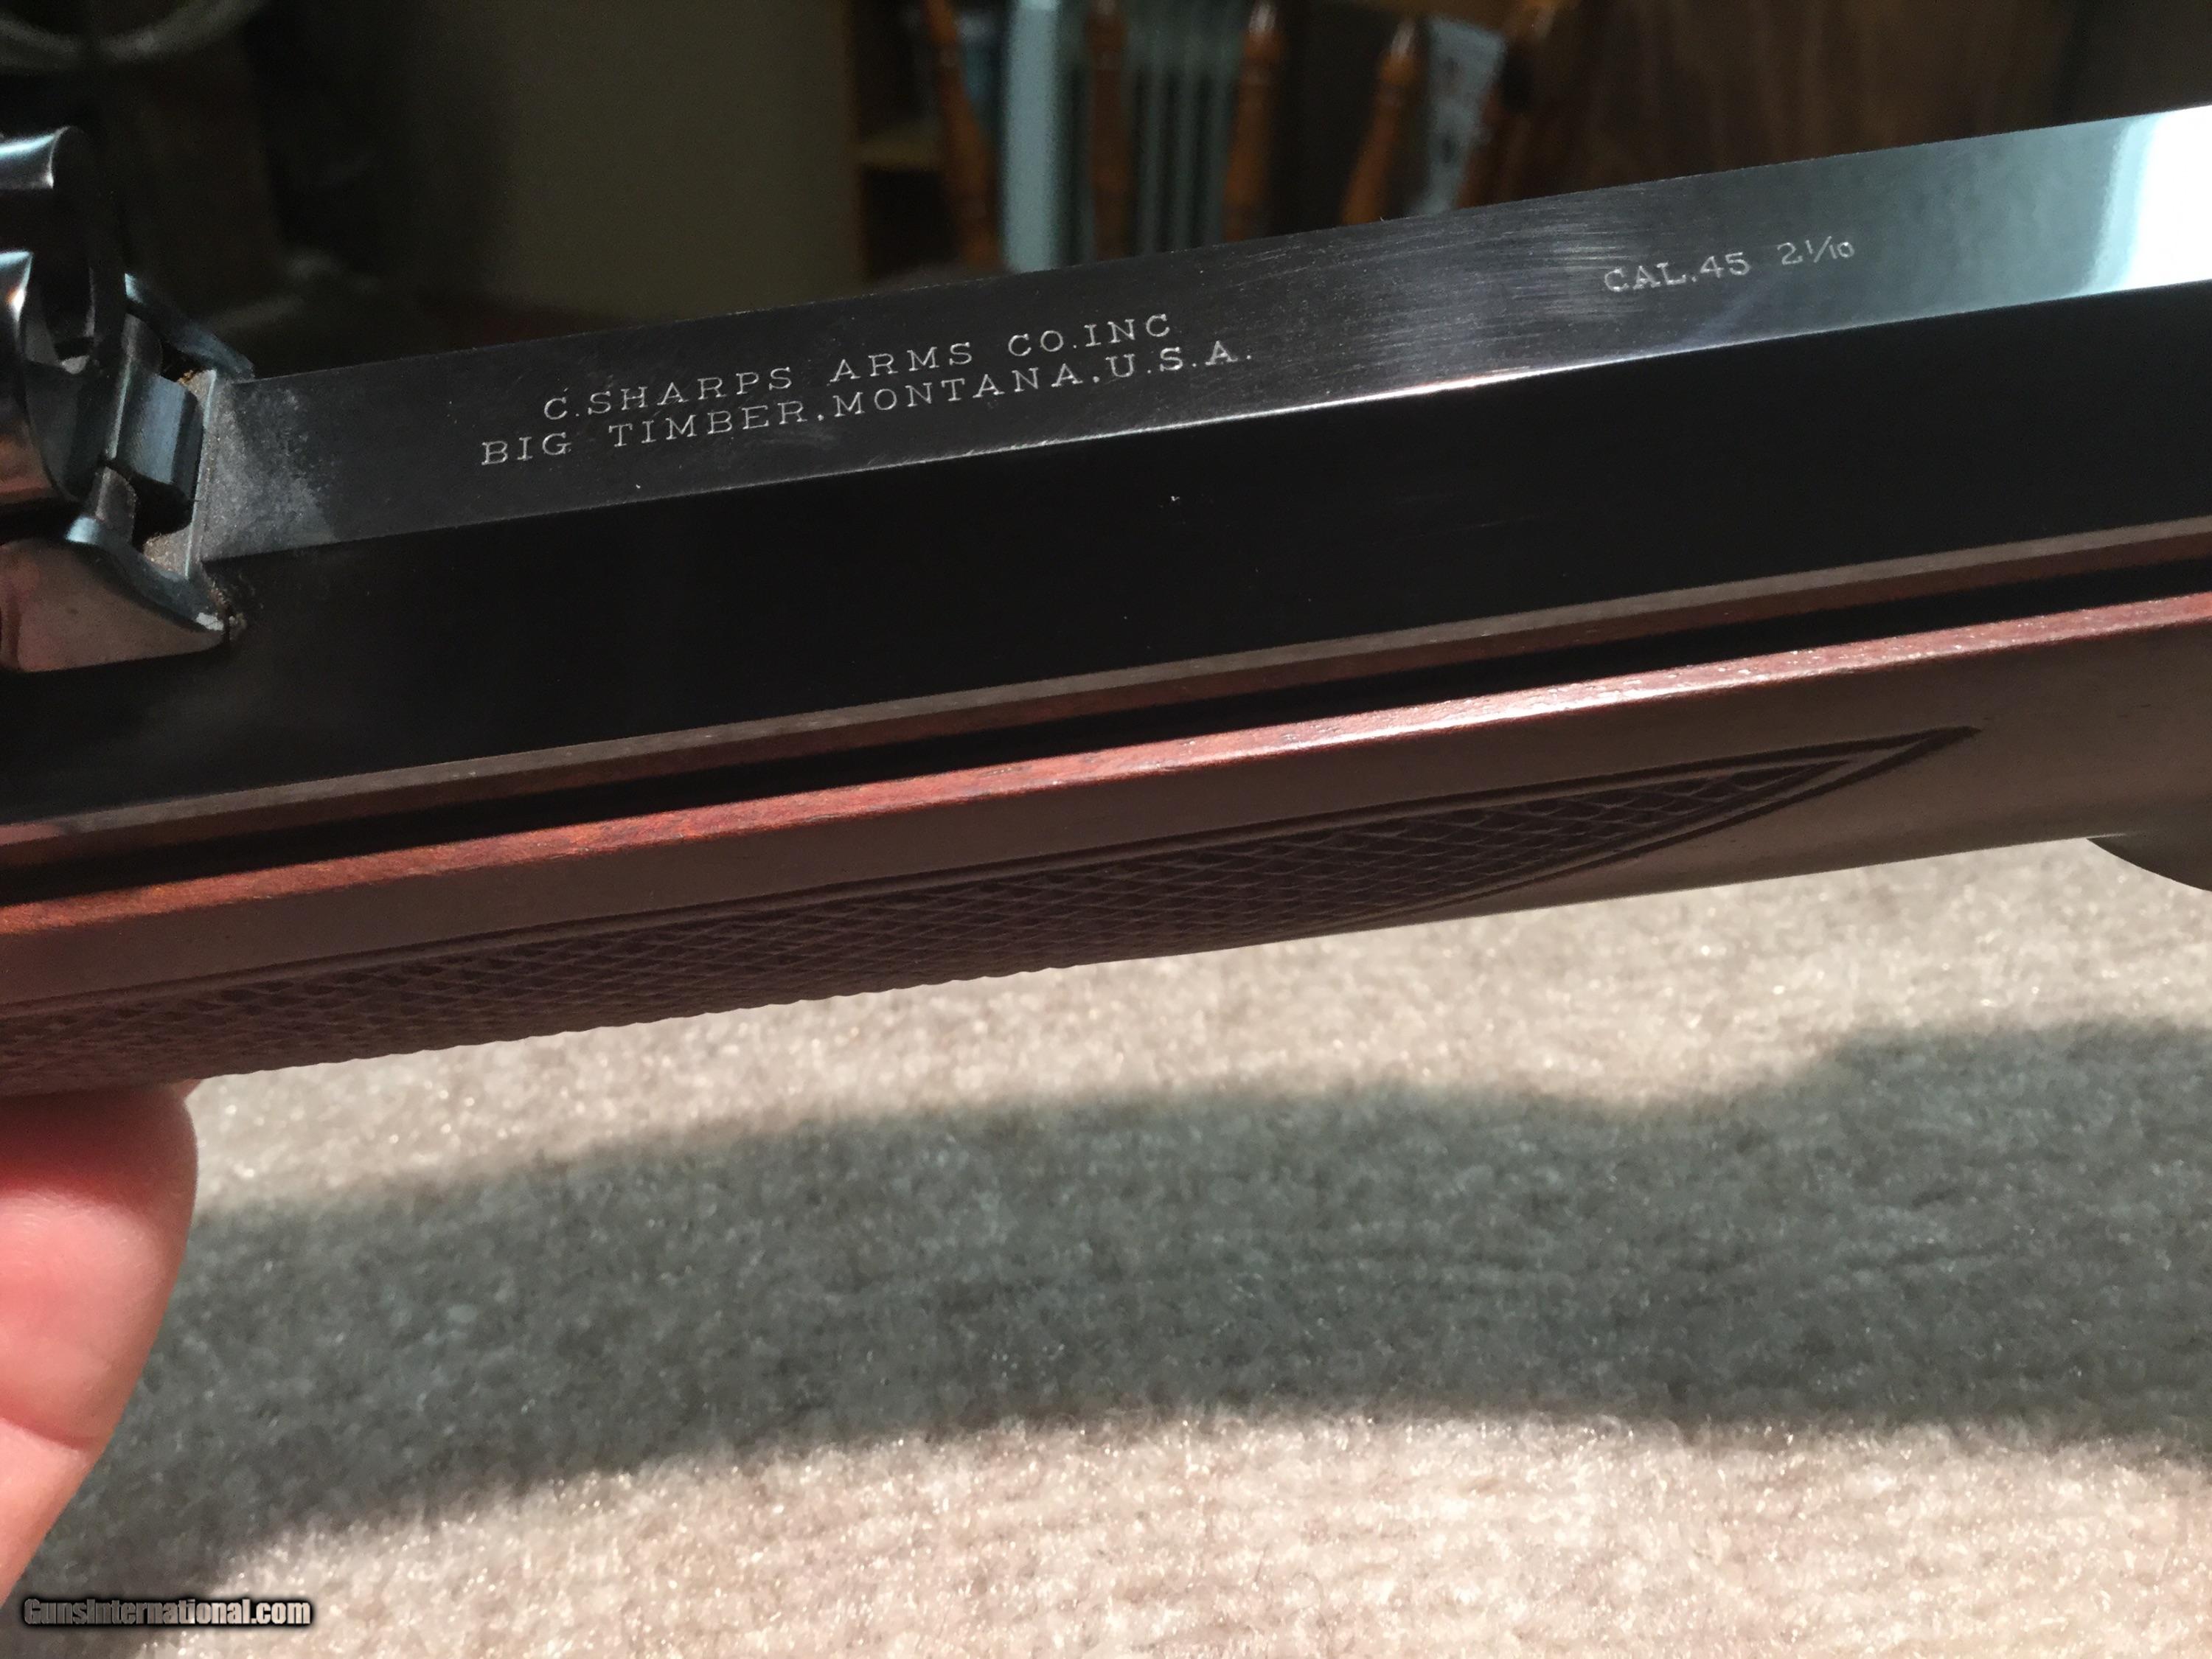 C.SHARPS ARMS CO.INC
BIG TIMBER.MONTANA.U.S.A.
CAL.45 2 1/10
GunsInternational.com